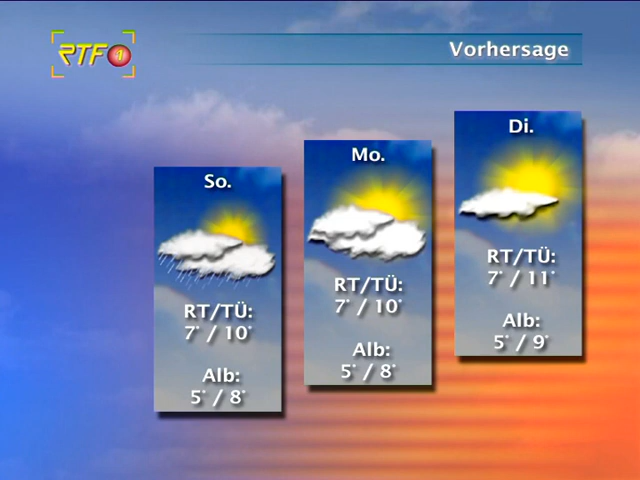 RTF 1
Vorhersage
So.
RT/TÜ:
7° / 10°
Alb:
5° / 8°
Mo.
RT/TÜ:
7° / 10°
Alb:
5° / 8°
Di.
RT/TÜ:
7° / 11°
Alb:
5° / 9°